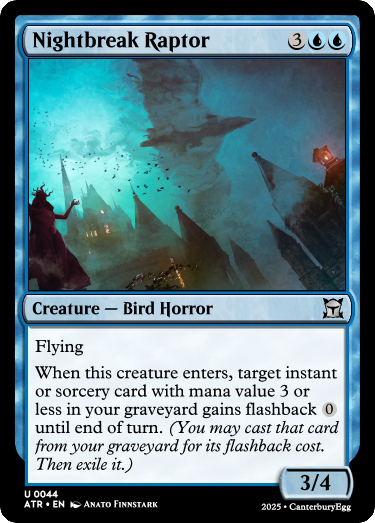 Nightbreak Raptor 3
Creature — Bird Horror
Flying
When this creature enters, target instant
or sorcery card with mana value 3 or
less in your graveyard gains flashback 0
until end of turn. (You may cast that card
from your graveyard for its flashback cost.
Then exile it.)
3/4
U 0044
ATR • EN Anato Finnstark
2025 • CanterburyEgg